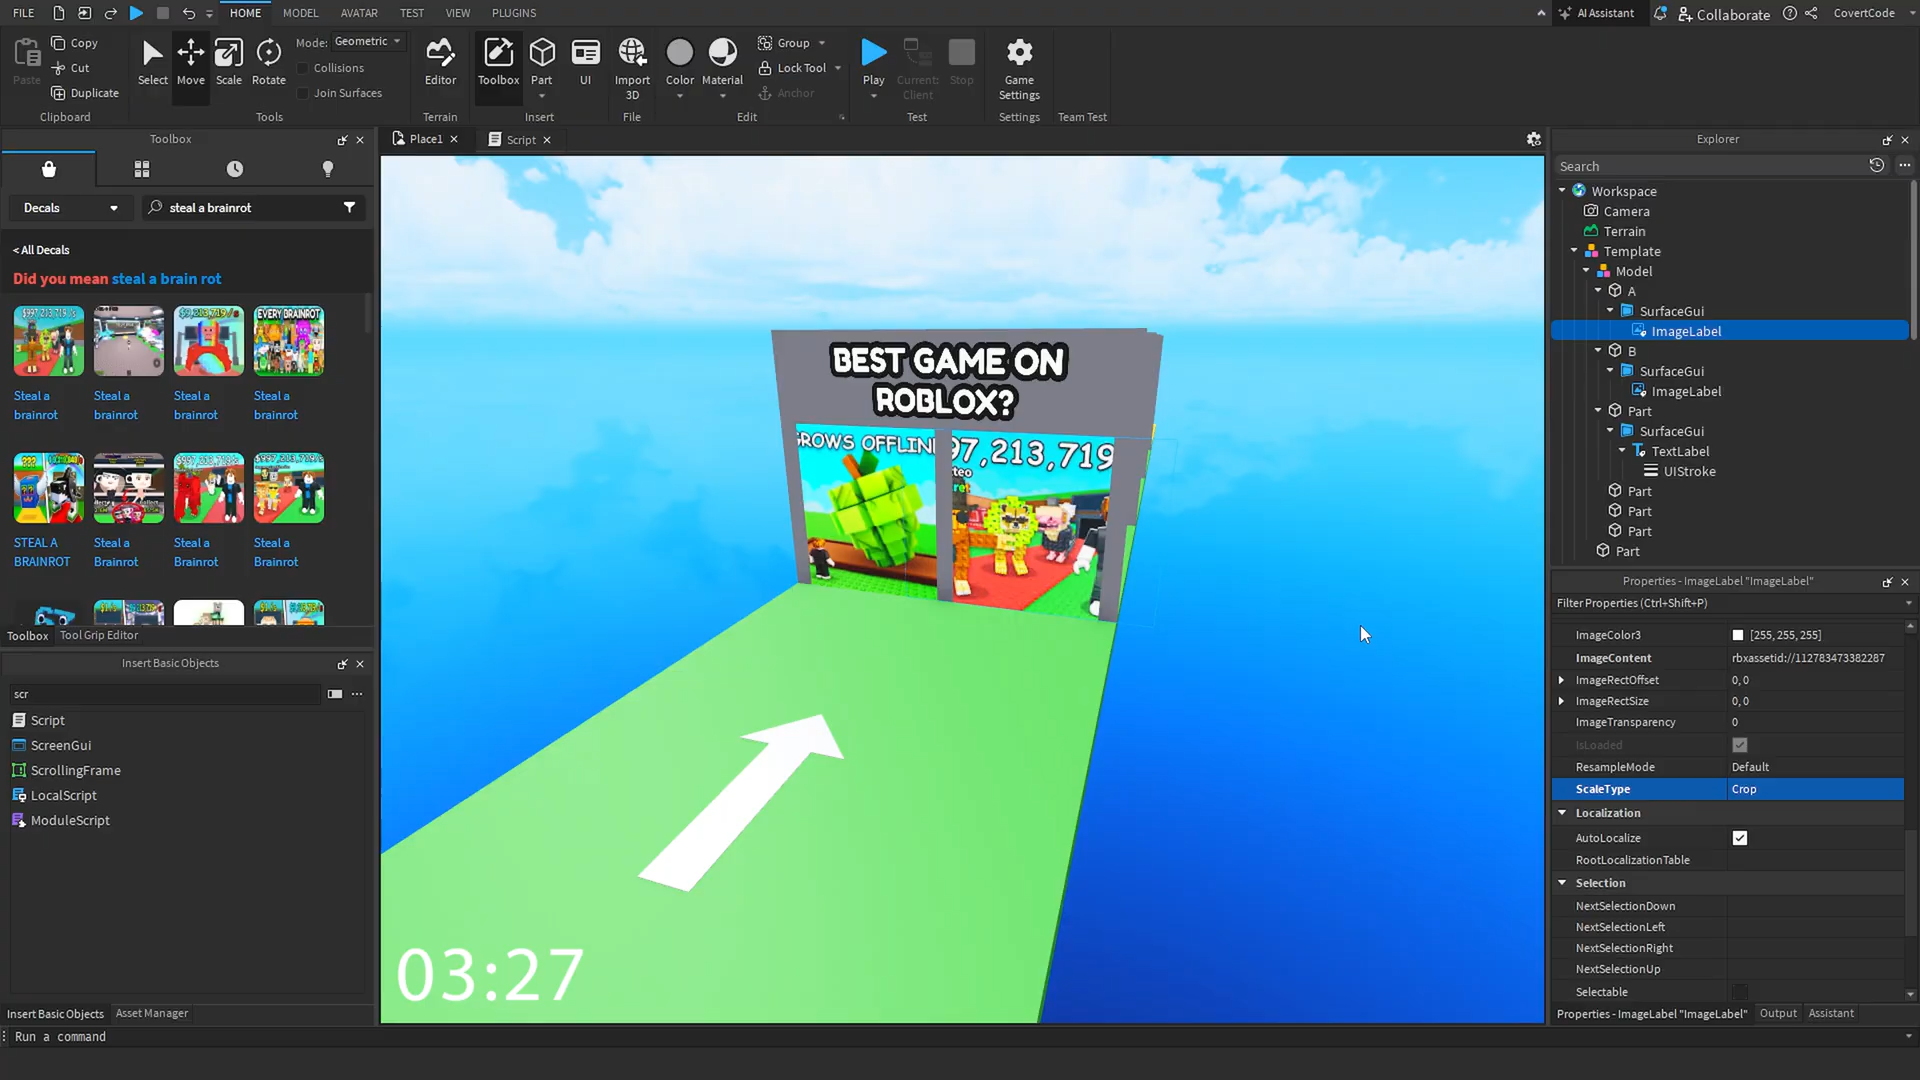 FILE HOME MODEL AVATAR TEST VIEW PLUGINS AI Assistant Collaborate CovertCode
Paste Copy Cut Duplicate Clipboard
Select Move Scale Rotate Mode: Geometric Collisions Join Surfaces Tools
Editor Terrain
Toolbox Part UI Insert
Import 3D File
Color Material Group Lock Tool Anchor Edit
Play Current: Client Stop Test
Game Settings Settings
Team Test
Toolbox
Decals steal a brainrot
< All Decals
Did you mean steal a brain rot
$997,213,719/s
EVERY BRAINROT
Steal a brainrot
Steal a brainrot
Steal a brainrot
Steal a brainrot
STEAL A BRAINROT
Steal a Brainrot
Steal a Brainrot
Steal a Brainrot
Toolbox Tool Grip Editor
Insert Basic Objects
scr
Script
ScreenGui
ScrollingFrame
LocalScript
ModuleScript
Insert Basic Objects Asset Manager
Run a command
Place1 Script
BEST GAME ON
ROBLOX?
GROWS OFFLIN
97,213,719
teo
ret
03:27
Explorer
Search
Workspace
Camera
Terrain
Template
Model
A
SurfaceGui
ImageLabel
B
SurfaceGui
ImageLabel
Part
SurfaceGui
TextLabel
UIStroke
Part
Part
Part
Part
Properties - ImageLabel "ImageLabel"
Filter Properties (Ctrl+Shift+P)
ImageColor3 [255, 255, 255]
ImageContent rbxassetid://112783473382287
ImageRectOffset 0, 0
ImageRectSize 0, 0
ImageTransparency 0
IsLoaded
ResampleMode Default
ScaleType Crop
Localization
AutoLocalize
RootLocalizationTable
Selection
NextSelectionDown
NextSelectionLeft
NextSelectionRight
NextSelectionUp
Selectable
Properties - ImageLabel "ImageLabel" Output Assistant